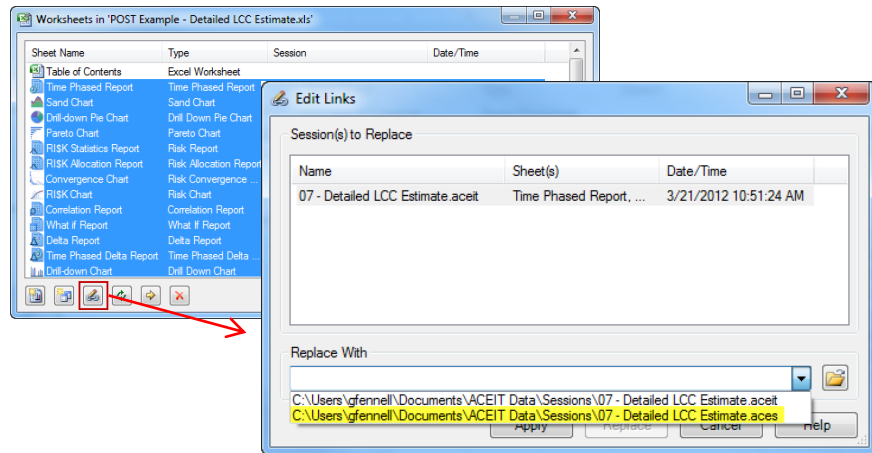 Worksheets in 'POST Example - Detailed LCC Estimate.xls'
Sheet Name Type Session Date/Time
Table of Contents Excel Worksheet
Time Phased Report Time Phased Report
Sand Chart Sand Chart
Drill-down Pie Chart Drill Down Pie Chart
Pareto Chart Pareto Chart
RI$K Statistics Report Risk Report
RI$K Allocation Report Risk Allocation Report
Convergence Chart Risk Convergence ...
RI$K Chart Risk Chart
Correlation Report Correlation Report
What if Report What If Report
Delta Report Delta Report
Time Phased Delta Report Time Phased Delta ...
Drill-down Chart Drill Down Chart
Edit Links
Session(s) to Replace
Name Sheet(s) Date/Time
07 - Detailed LCC Estimate.aceit Time Phased Report, ... 3/21/2012 10:51:24 AM
Replace With
C:\Users\gfennell\Documents\ACEIT Data\Sessions\07 - Detailed LCC Estimate.aceit
C:\Users\gfennell\Documents\ACEIT Data\Sessions\07 - Detailed LCC Estimate.aces
Apply Replace Cancel Help